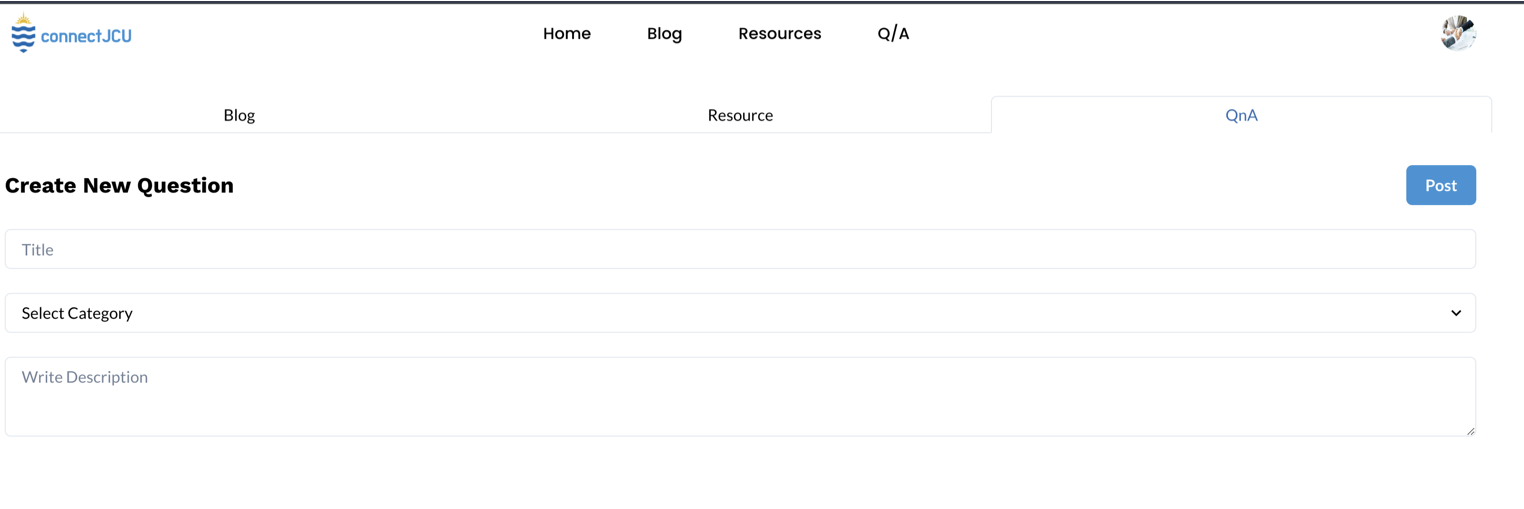 connectJCU Home Blog Resources Q/A
Blog Resource QnA
Create New Question Post
Title
Select Category
Write Description